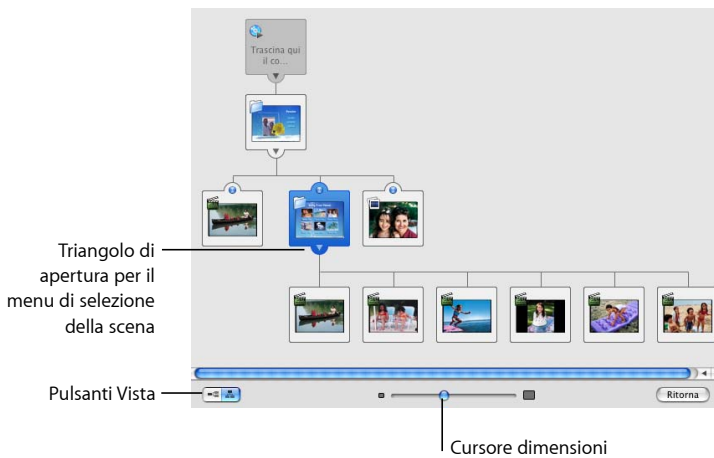 Trascina qui
il co...
Triangolo di
apertura per il
menu di selezione
della scena
Pulsanti Vista
Ritorna
Cursore dimensioni